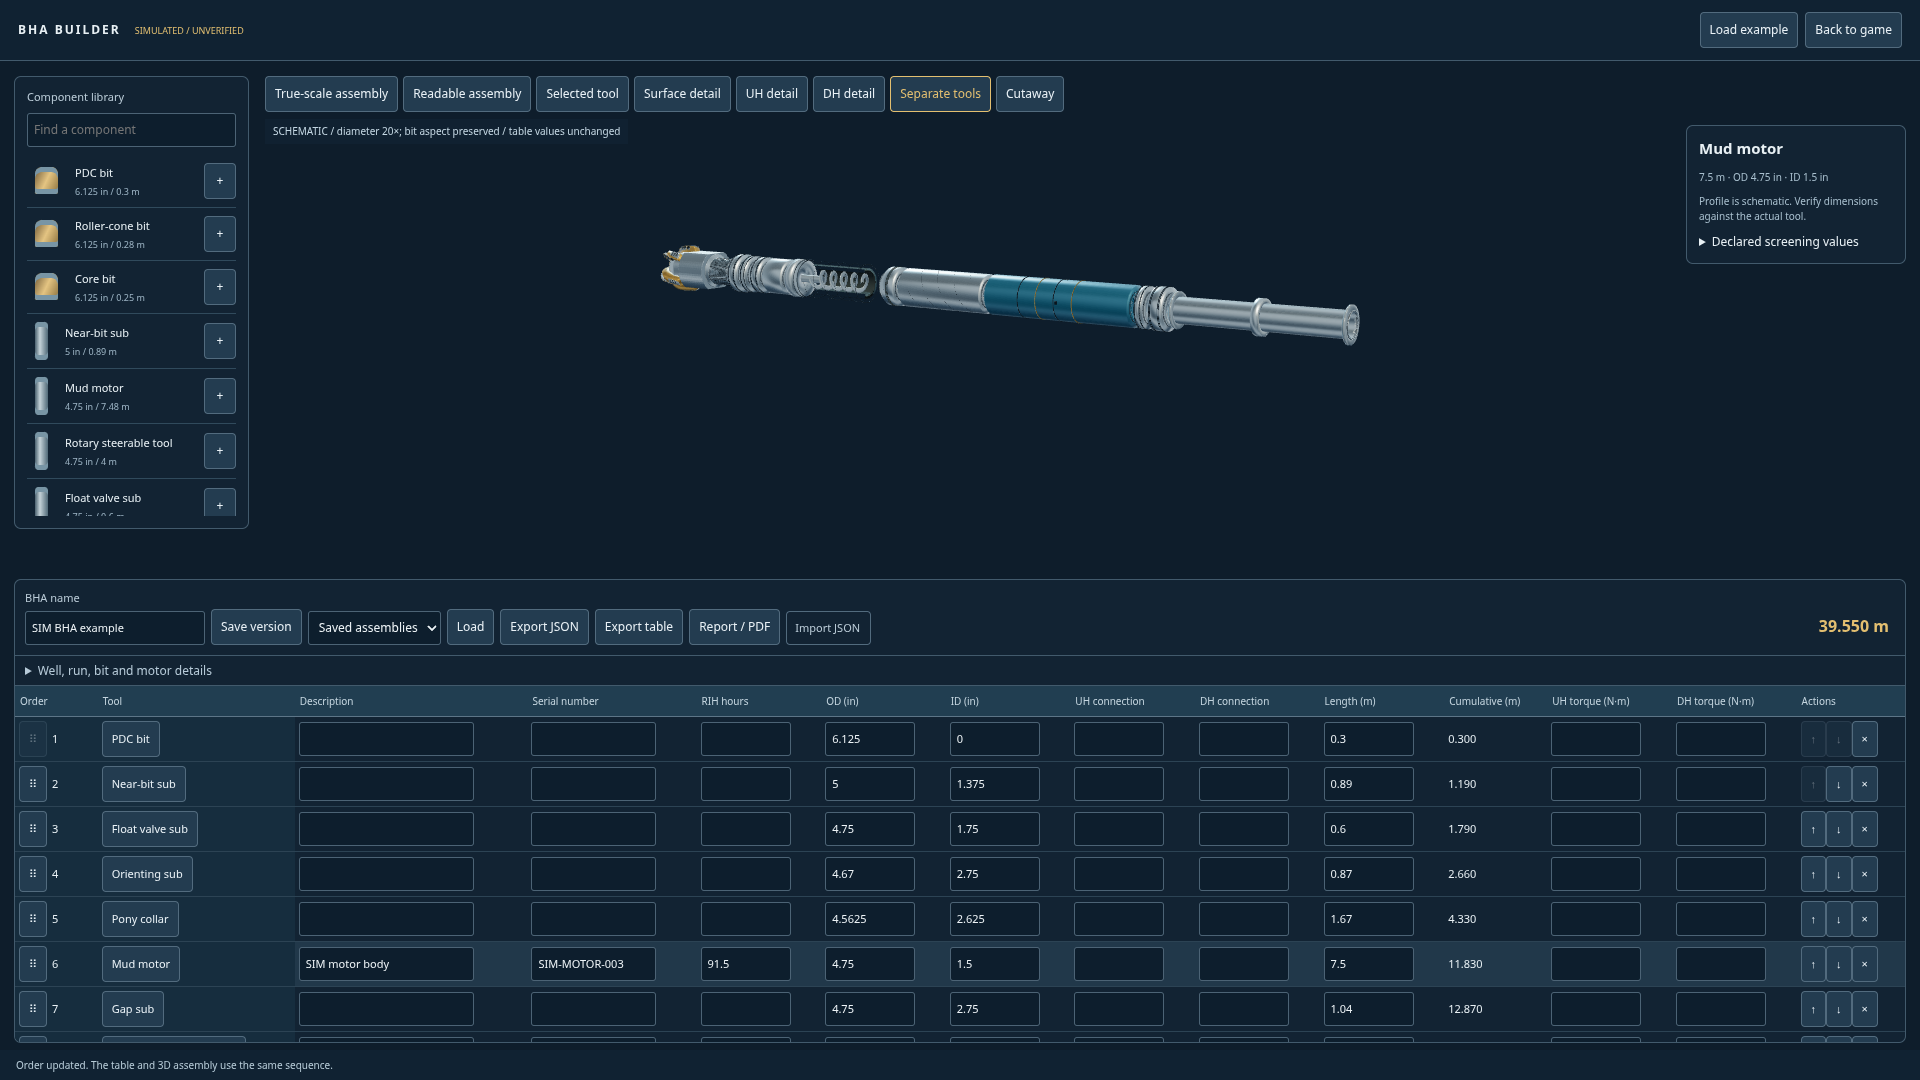 BHA BUILDER SIMULATED / UNVERIFIED Load example Back to game
Component library
Find a component
PDC bit
6.125 in / 0.3 m
+
Roller-cone bit
6.125 in / 0.28 m
+
Core bit
6.125 in / 0.25 m
+
Near-bit sub
5 in / 0.89 m
+
Mud motor
4.75 in / 7.48 m
+
Rotary steerable tool
4.75 in / 4 m
+
Float valve sub
+
True-scale assembly Readable assembly Selected tool Surface detail UH detail DH detail Separate tools Cutaway
SCHEMATIC / diameter 20×; bit aspect preserved / table values unchanged
Mud motor
7.5 m · OD 4.75 in · ID 1.5 in
Profile is schematic. Verify dimensions
against the actual tool.
▶ Declared screening values
BHA name
SIM BHA example Save version Saved assemblies Load Export JSON Export table Report / PDF Import JSON 39.550 m
▶ Well, run, bit and motor details
Order Tool Description Serial number RIH hours OD (in) ID (in) UH connection DH connection Length (m) Cumulative (m) UH torque (N·m) DH torque (N·m) Actions
⠿ 1 PDC bit 6.125 0 0.3 0.300 ↑ ↓ ×
⠿ 2 Near-bit sub 5 1.375 0.89 1.190 ↑ ↓ ×
⠿ 3 Float valve sub 4.75 1.75 0.6 1.790 ↑ ↓ ×
⠿ 4 Orienting sub 4.67 2.75 0.87 2.660 ↑ ↓ ×
⠿ 5 Pony collar 4.5625 2.625 1.67 4.330 ↑ ↓ ×
⠿ 6 Mud motor SIM motor body SIM-MOTOR-003 91.5 4.75 1.5 7.5 11.830 ↑ ↓ ×
⠿ 7 Gap sub 4.75 2.75 1.04 12.870 ↑ ↓ ×
Order updated. The table and 3D assembly use the same sequence.